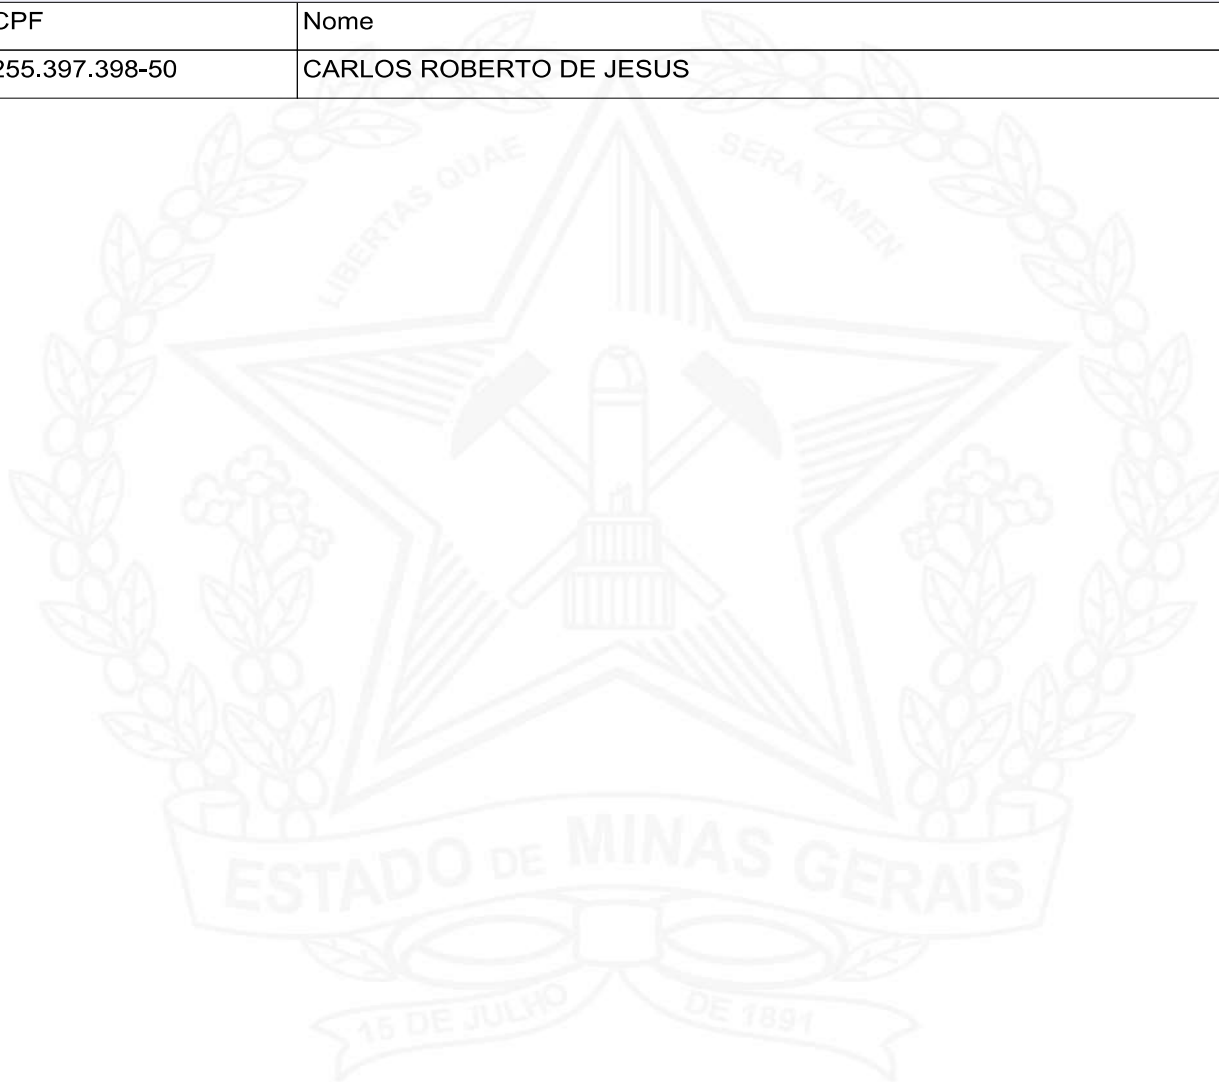 CPF Nome
255.397.398-50 CARLOS ROBERTO DE JESUS
LIBERTAS QUAE SERA TAMEN
ESTADO DE MINAS GERAIS
15 DE JULHO DE 1891